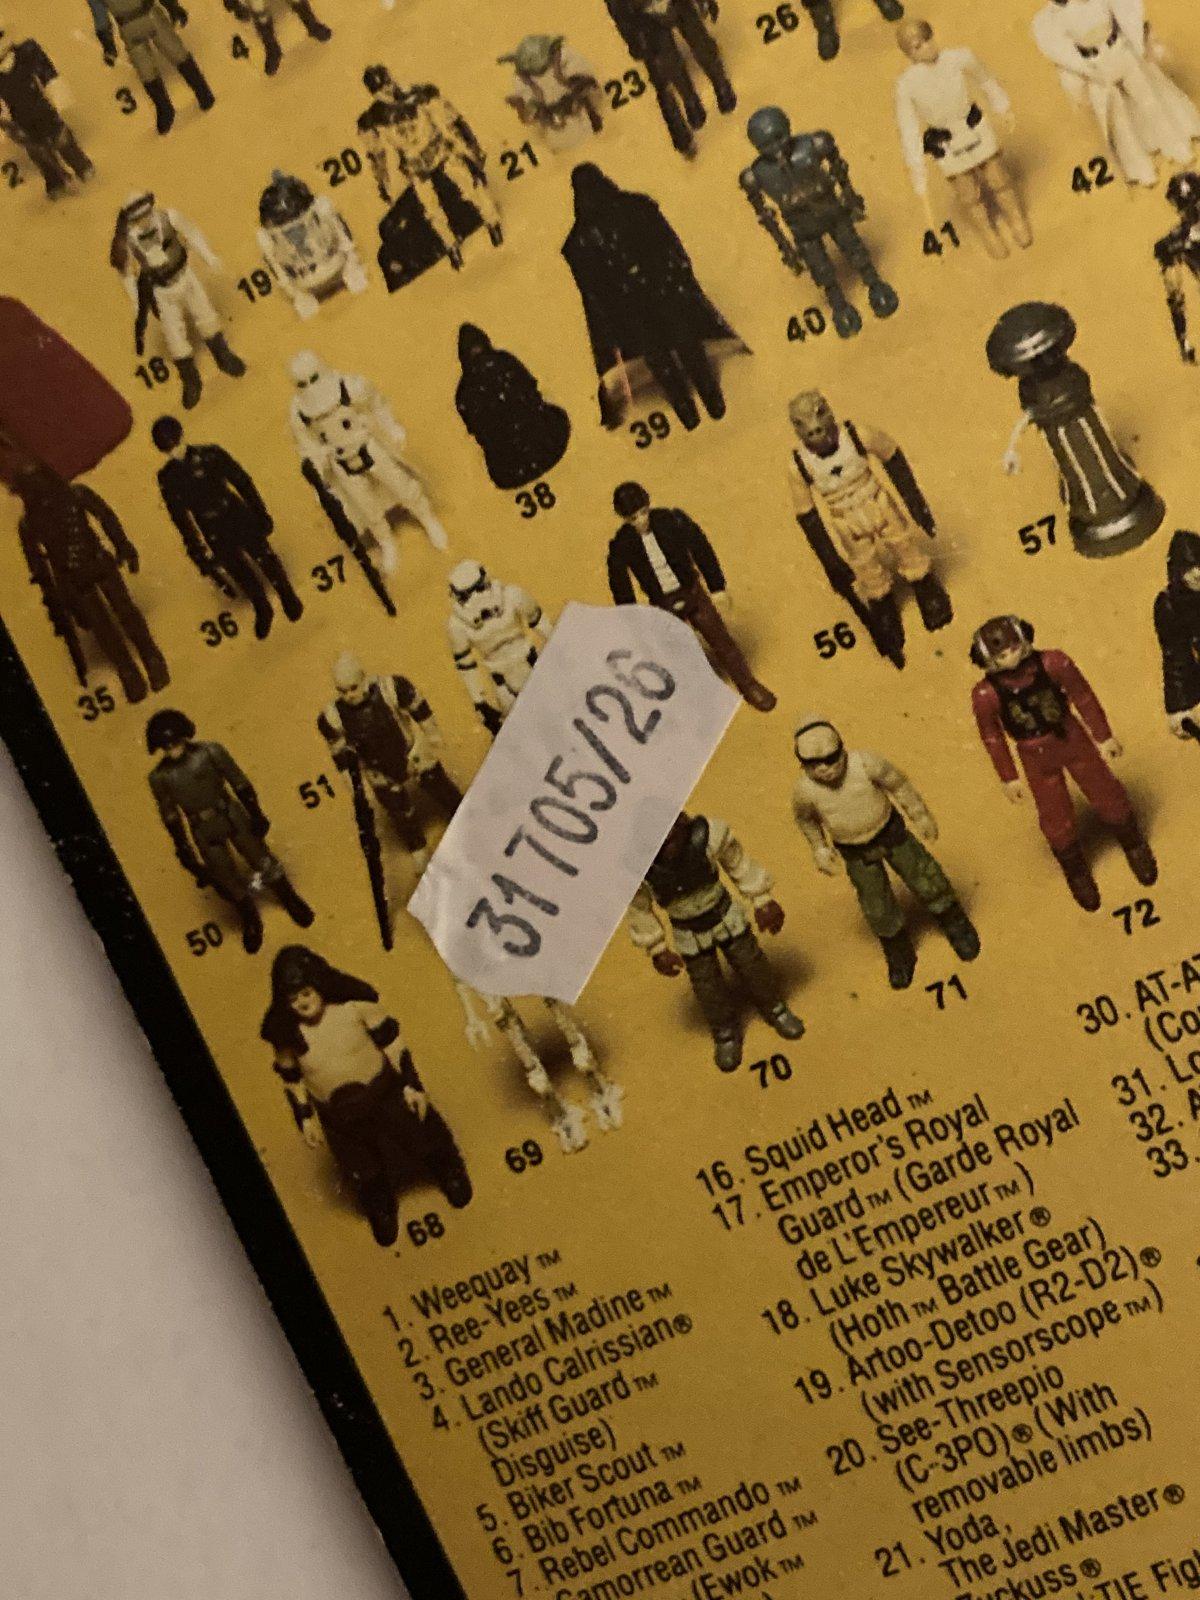 2
3
4
20
21
23
26
18
19
39
40
41
42
35
36
37
38
56
57
50
51
31705/26
68
69
70
71
72
1. Weequay™
2. Ree-Yees™
3. General Madine™
4. Lando Calrissian®
(Skiff Guard™
Disguise)
5. Biker Scout™
6. Bib Fortuna™
7. Rebel Commando™
Gamorrean Guard™
(Ewok™
16. Squid Head™
17. Emperor's Royal
Guard™ (Garde Royal
de L'Empereur™)
18. Luke Skywalker®
(Hoth™ Battle Gear)
19. Artoo-Detoo (R2-D2)®
(with Sensorscope™)
20. See-Threepio
(C-3PO)® (With
removable limbs)
21. Yoda,
The Jedi Master®
Zuckuss®
TIE
30. AT-AT
31.
32.
33.